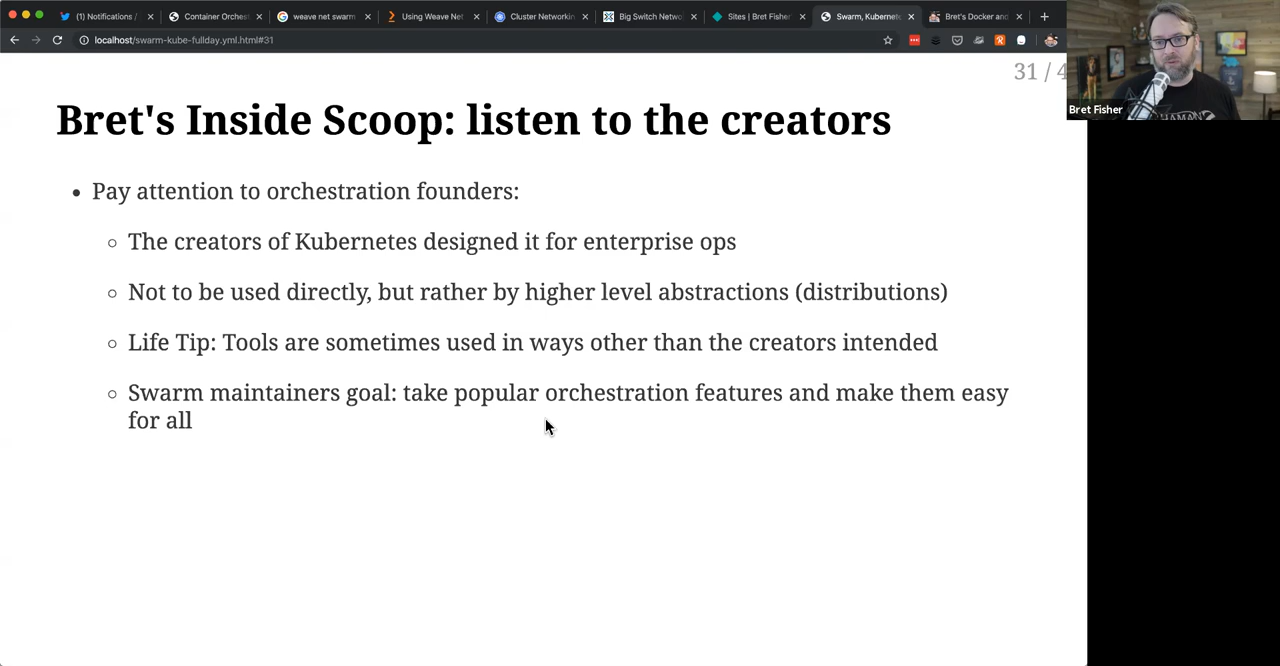 (1) Notifications /
Container Orches
weave net swarm
Using Weave Net
Cluster Networkin
Big Switch Netwo
Sites | Bret Fisher
Swarm, Kubernete
Bret's Docker and
localhost/swarm-kube-fullday.yml.html#31
31 / 4
Bret Fisher
Bret's Inside Scoop: listen to the creators
• Pay attention to orchestration founders:
○ The creators of Kubernetes designed it for enterprise ops
○ Not to be used directly, but rather by higher level abstractions (distributions)
○ Life Tip: Tools are sometimes used in ways other than the creators intended
○ Swarm maintainers goal: take popular orchestration features and make them easy
for all